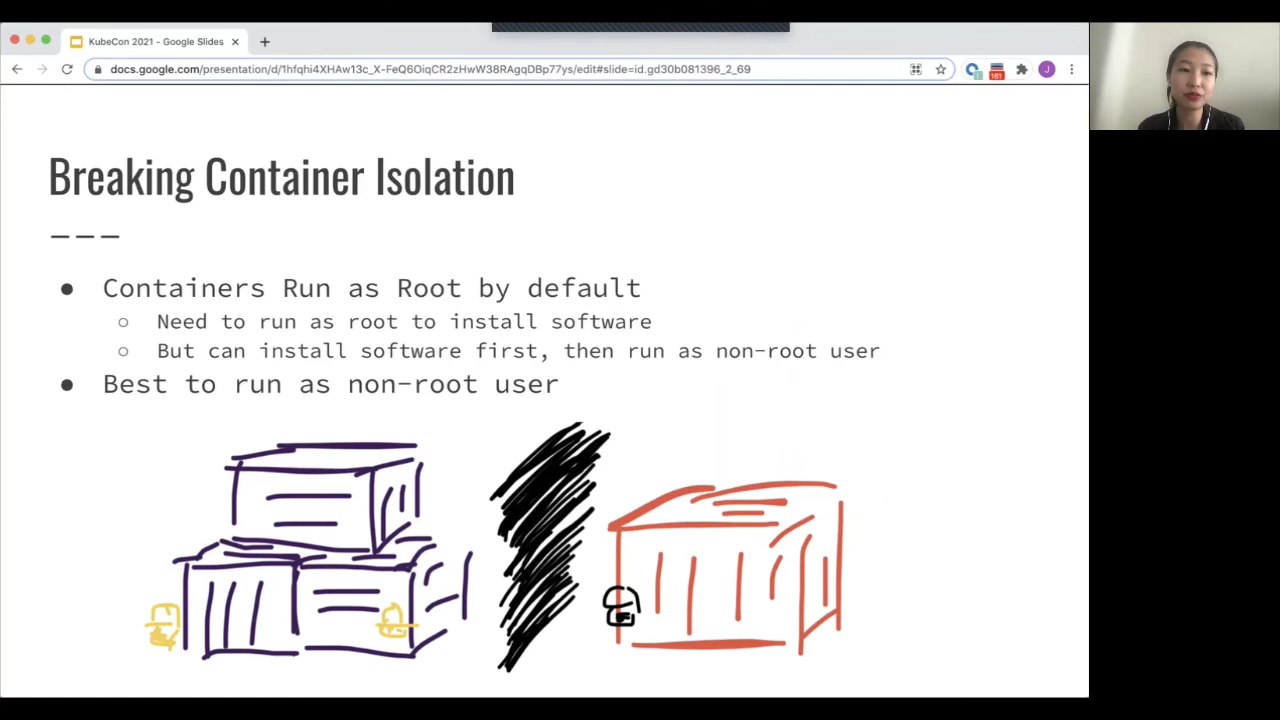 KubeCon 2021 - Google Slides
docs.google.com/presentation/d/1hfqhi4XHAw13c_X-FeQ6OiqCR2zHwW38RAgqDBp77ys/edit#slide=id.gd30b081396_2_69
161
J
Breaking Container Isolation
Containers Run as Root by default
Need to run as root to install software
But can install software first, then run as non-root user
Best to run as non-root user